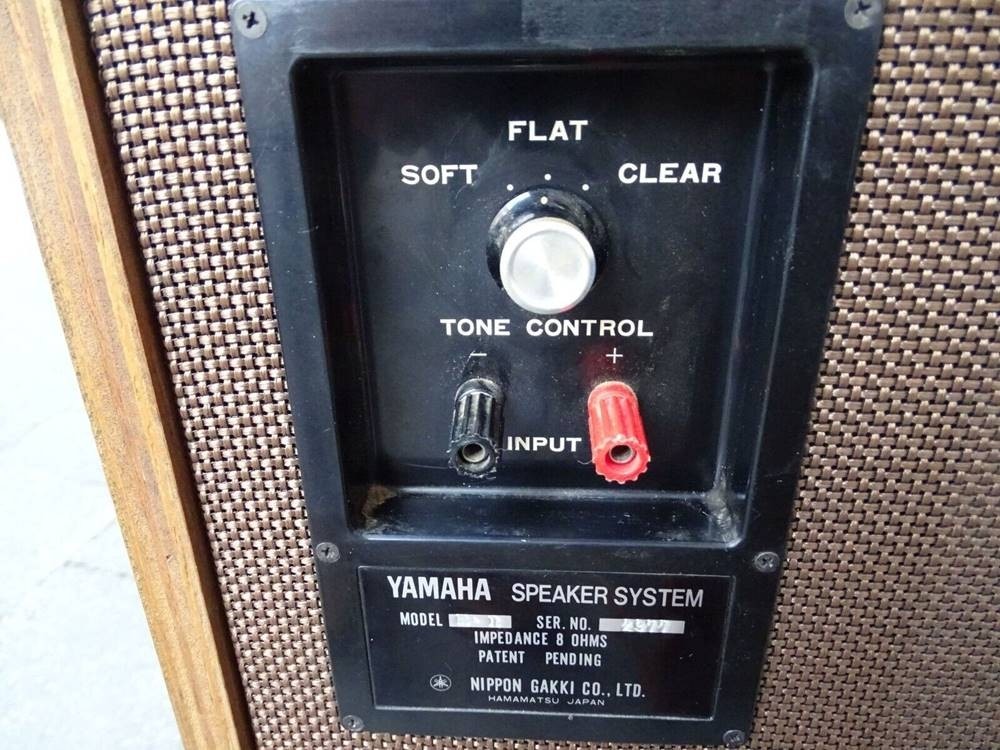 FLAT
SOFT CLEAR
TONE CONTROL
− +
INPUT
YAMAHA SPEAKER SYSTEM
MODEL SER. NO.
IMPEDANCE 8 OHMS
PATENT PENDING
NIPPON GAKKI CO., LTD.
HAMAMATSU JAPAN